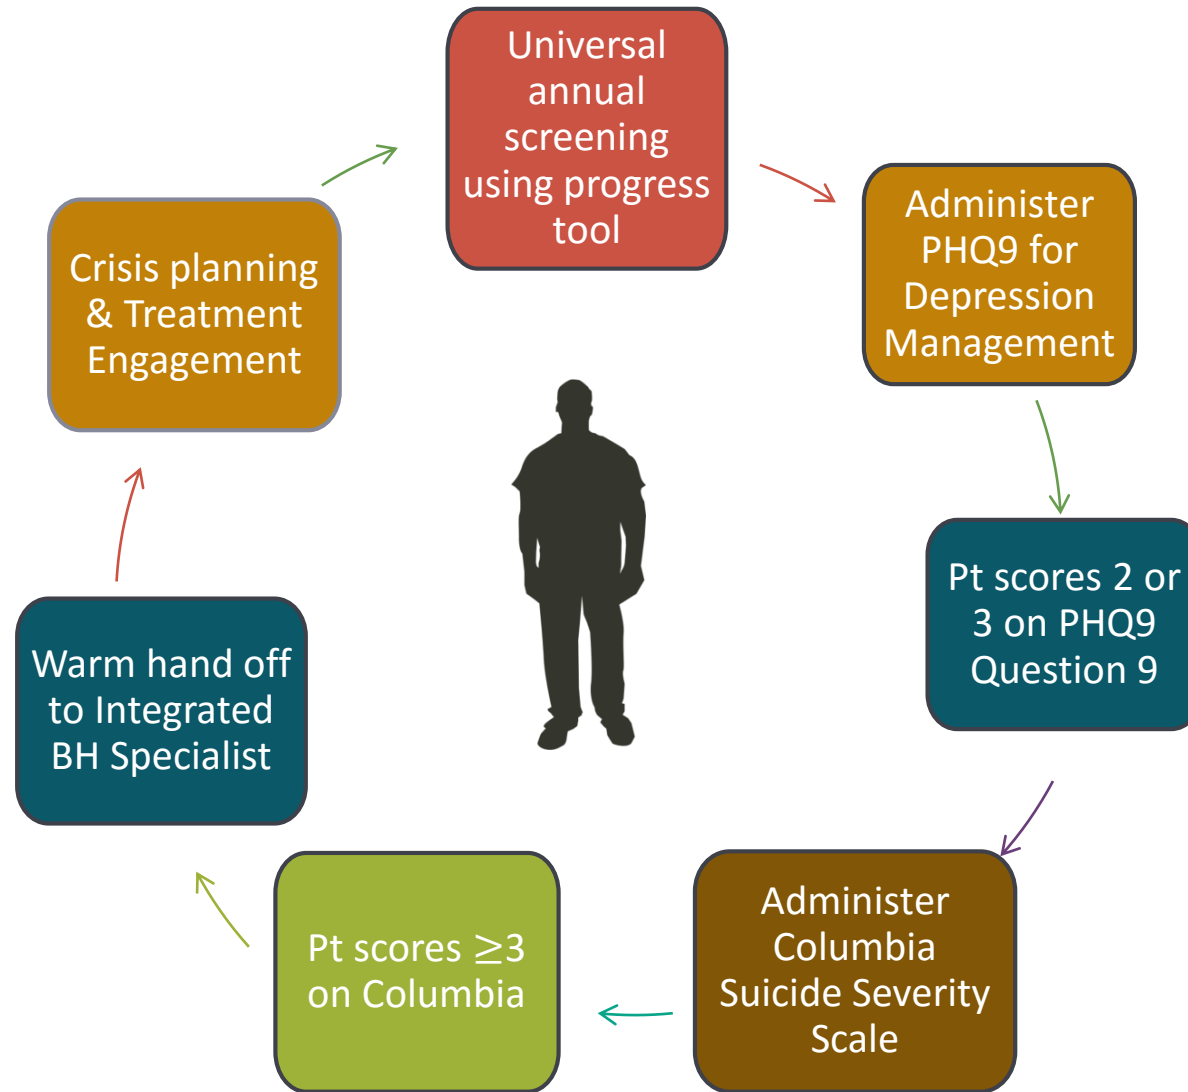 Universal
annual
screening
using progress
tool
Administer
PHQ9 for
Depression
Management
Pt scores 2 or
3 on PHQ9
Question 9
Administer
Columbia
Suicide Severity
Scale
Pt scores ≥3
on Columbia
Warm hand off
to Integrated
BH Specialist
Crisis planning
& Treatment
Engagement